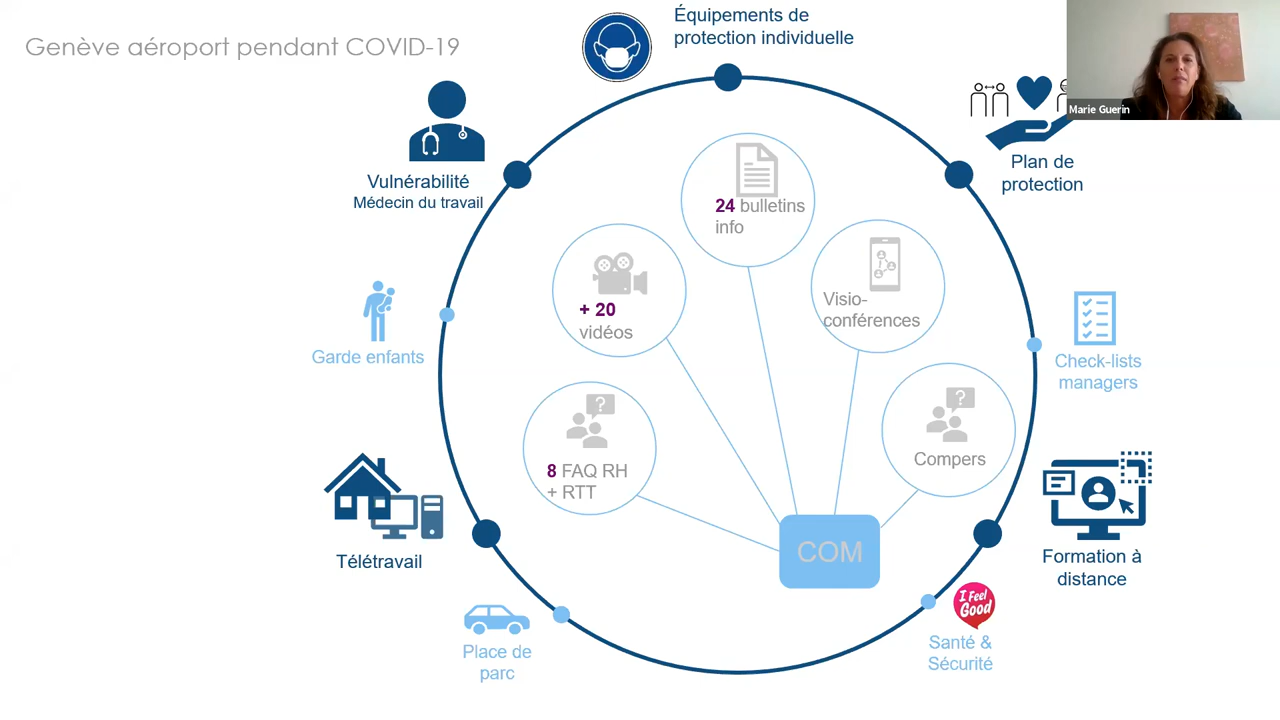 Genève aéroport pendant COVID-19
Équipements de
protection individuelle
Marie Guerin
Plan de
protection
Vulnérabilité
Médecin du travail
24 bulletins
info
+ 20
vidéos
Visio-
conférences
Garde enfants
Check-lists
managers
8 FAQ RH
+ RTT
?
?
Compers
COM
Télétravail
Formation à
distance
I Feel
Good
Place de
parc
Santé &
Sécurité